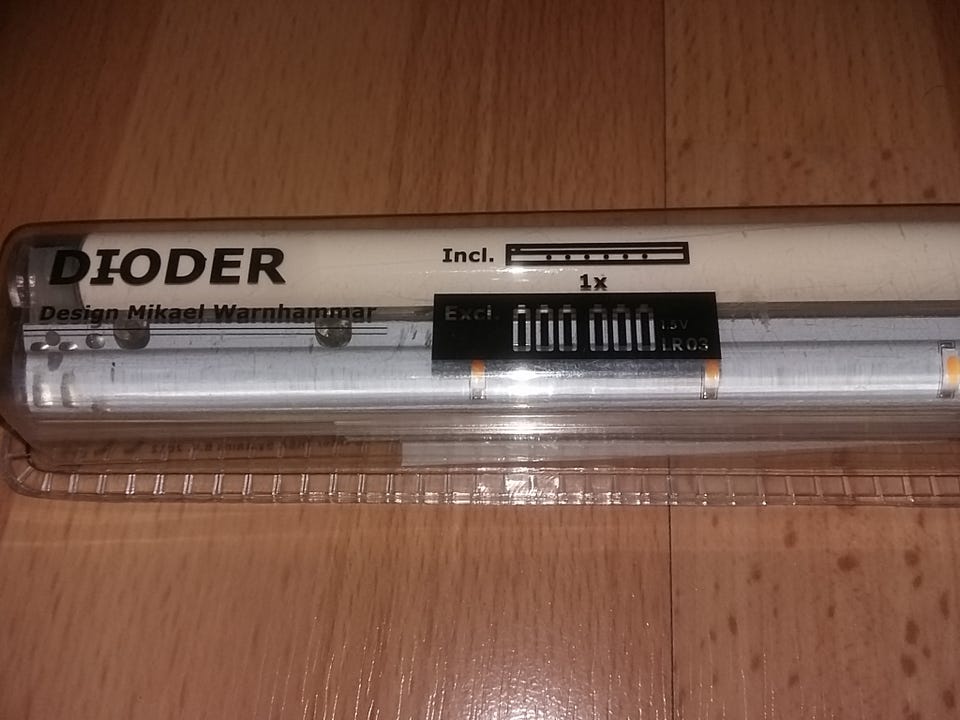 DIODER
Design Mikael Warnhammar
Incl.
1x
Excl.
1.5V
LR03